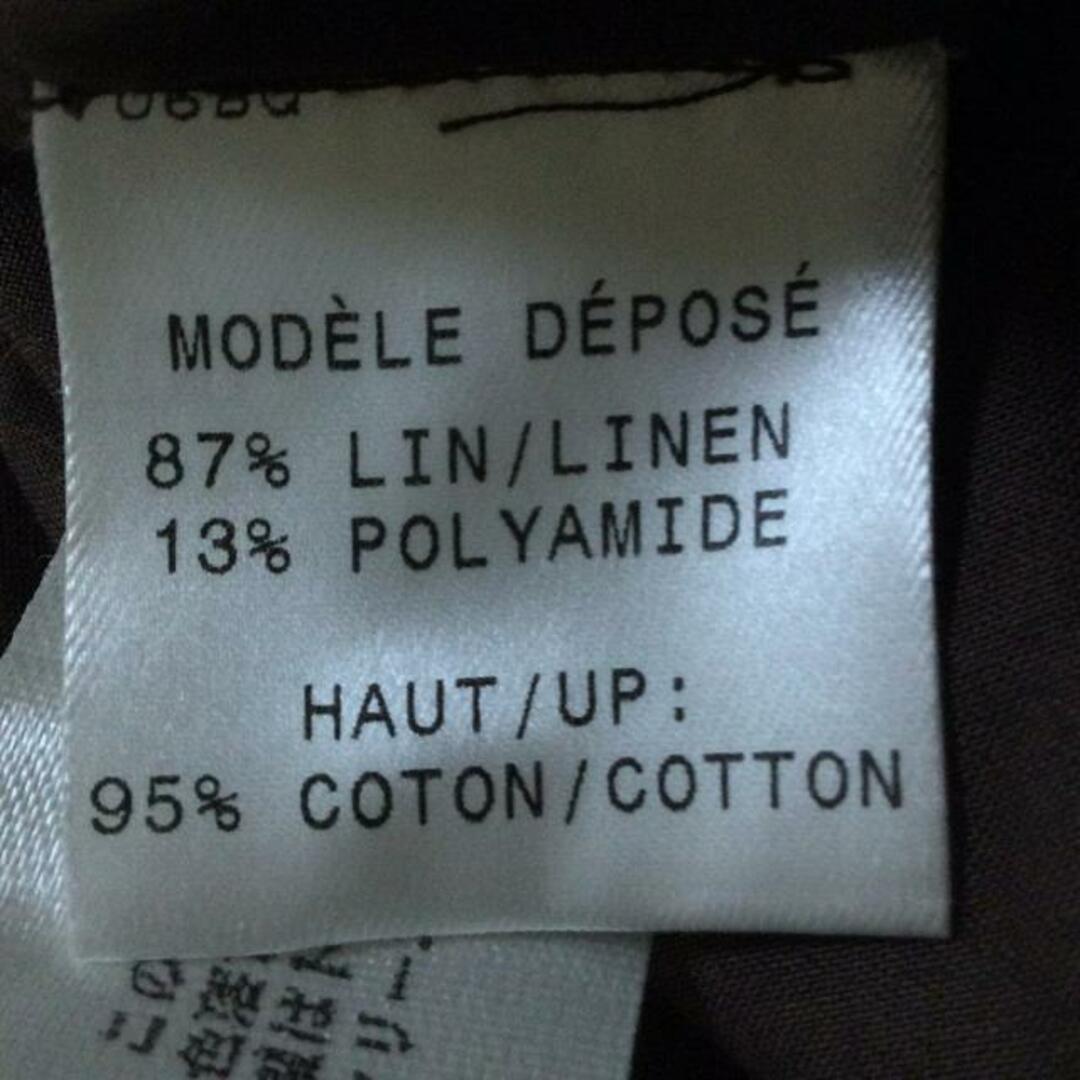 MODÈLE DÉPOSÉ
87% LIN/LINEN
13% POLYAMIDE
HAUT/UP:
95% COTON/COTTON